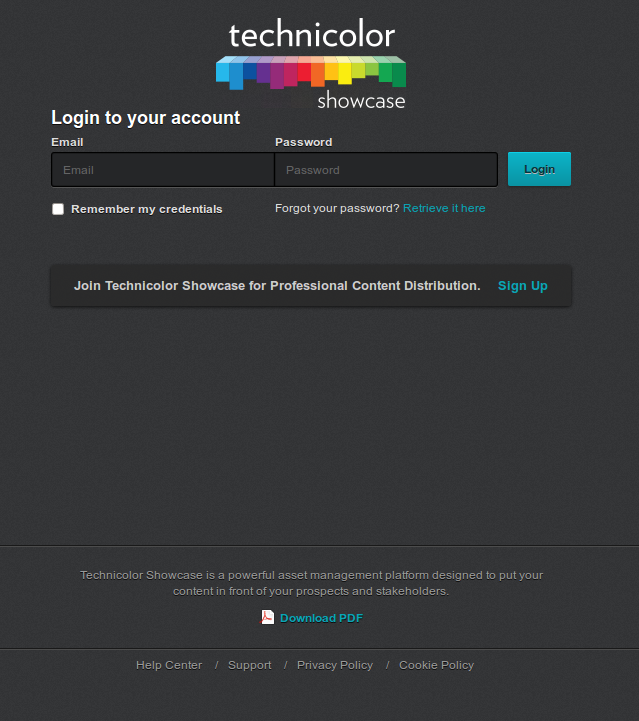 technicolor
showcase
Login to your account
Email Password
Email Password Login
Remember my credentials Forgot your password? Retrieve it here
Join Technicolor Showcase for Professional Content Distribution. Sign Up
Technicolor Showcase is a powerful asset management platform designed to put your
content in front of your prospects and stakeholders.
Download PDF
Help Center / Support / Privacy Policy / Cookie Policy